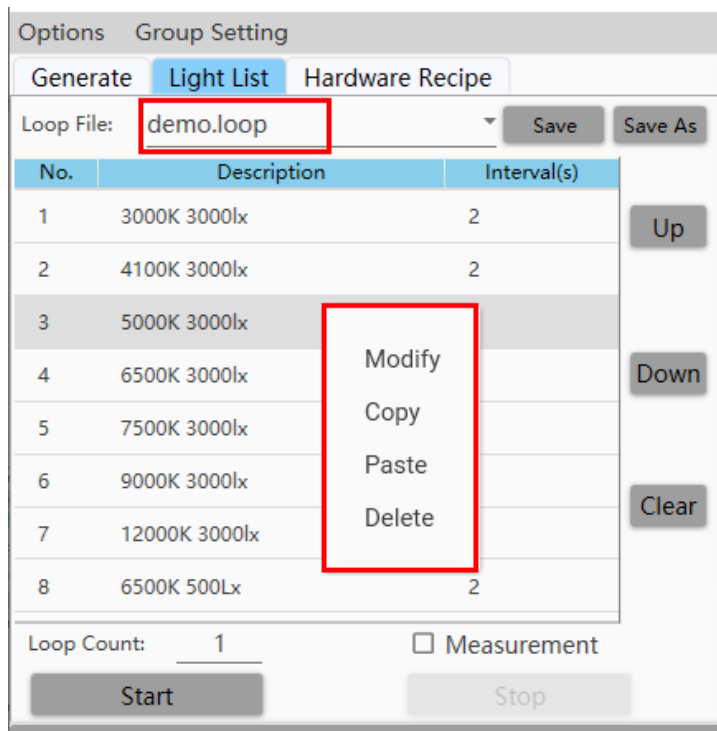 Options Group Setting
Generate Light List Hardware Recipe
Loop File: demo.loop Save Save As
No. Description Interval(s)
1 3000K 3000lx 2
Up
2 4100K 3000lx 2
3 5000K 3000lx
Modify
4 6500K 3000lx
Down
Copy
5 7500K 3000lx
Paste
6 9000K 3000lx
Delete
Clear
7 12000K 3000lx
8 6500K 500Lx 2
Loop Count: 1 Measurement
Start Stop